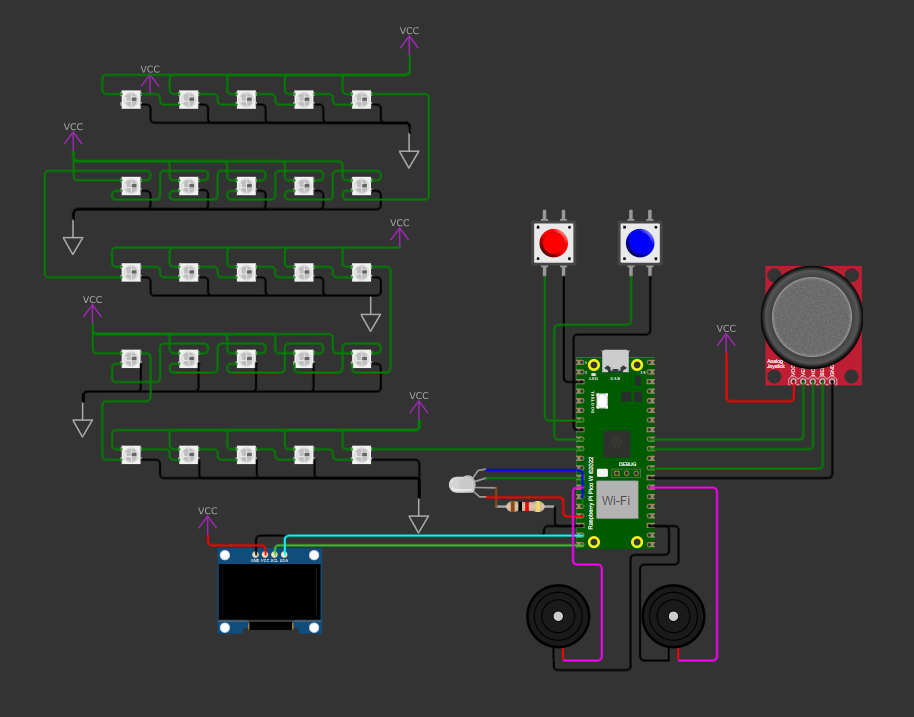 VCC
VCC
VCC
VCC
VCC
VCC
VCC
VCC
LED
USB
BOOTSEL
DEBUG
Raspberry Pi Pico W ©2022
Wi-Fi
Analog
Joystick
VCC
VERT
HORZ
SEL
GND
GND VCC SCL SDA